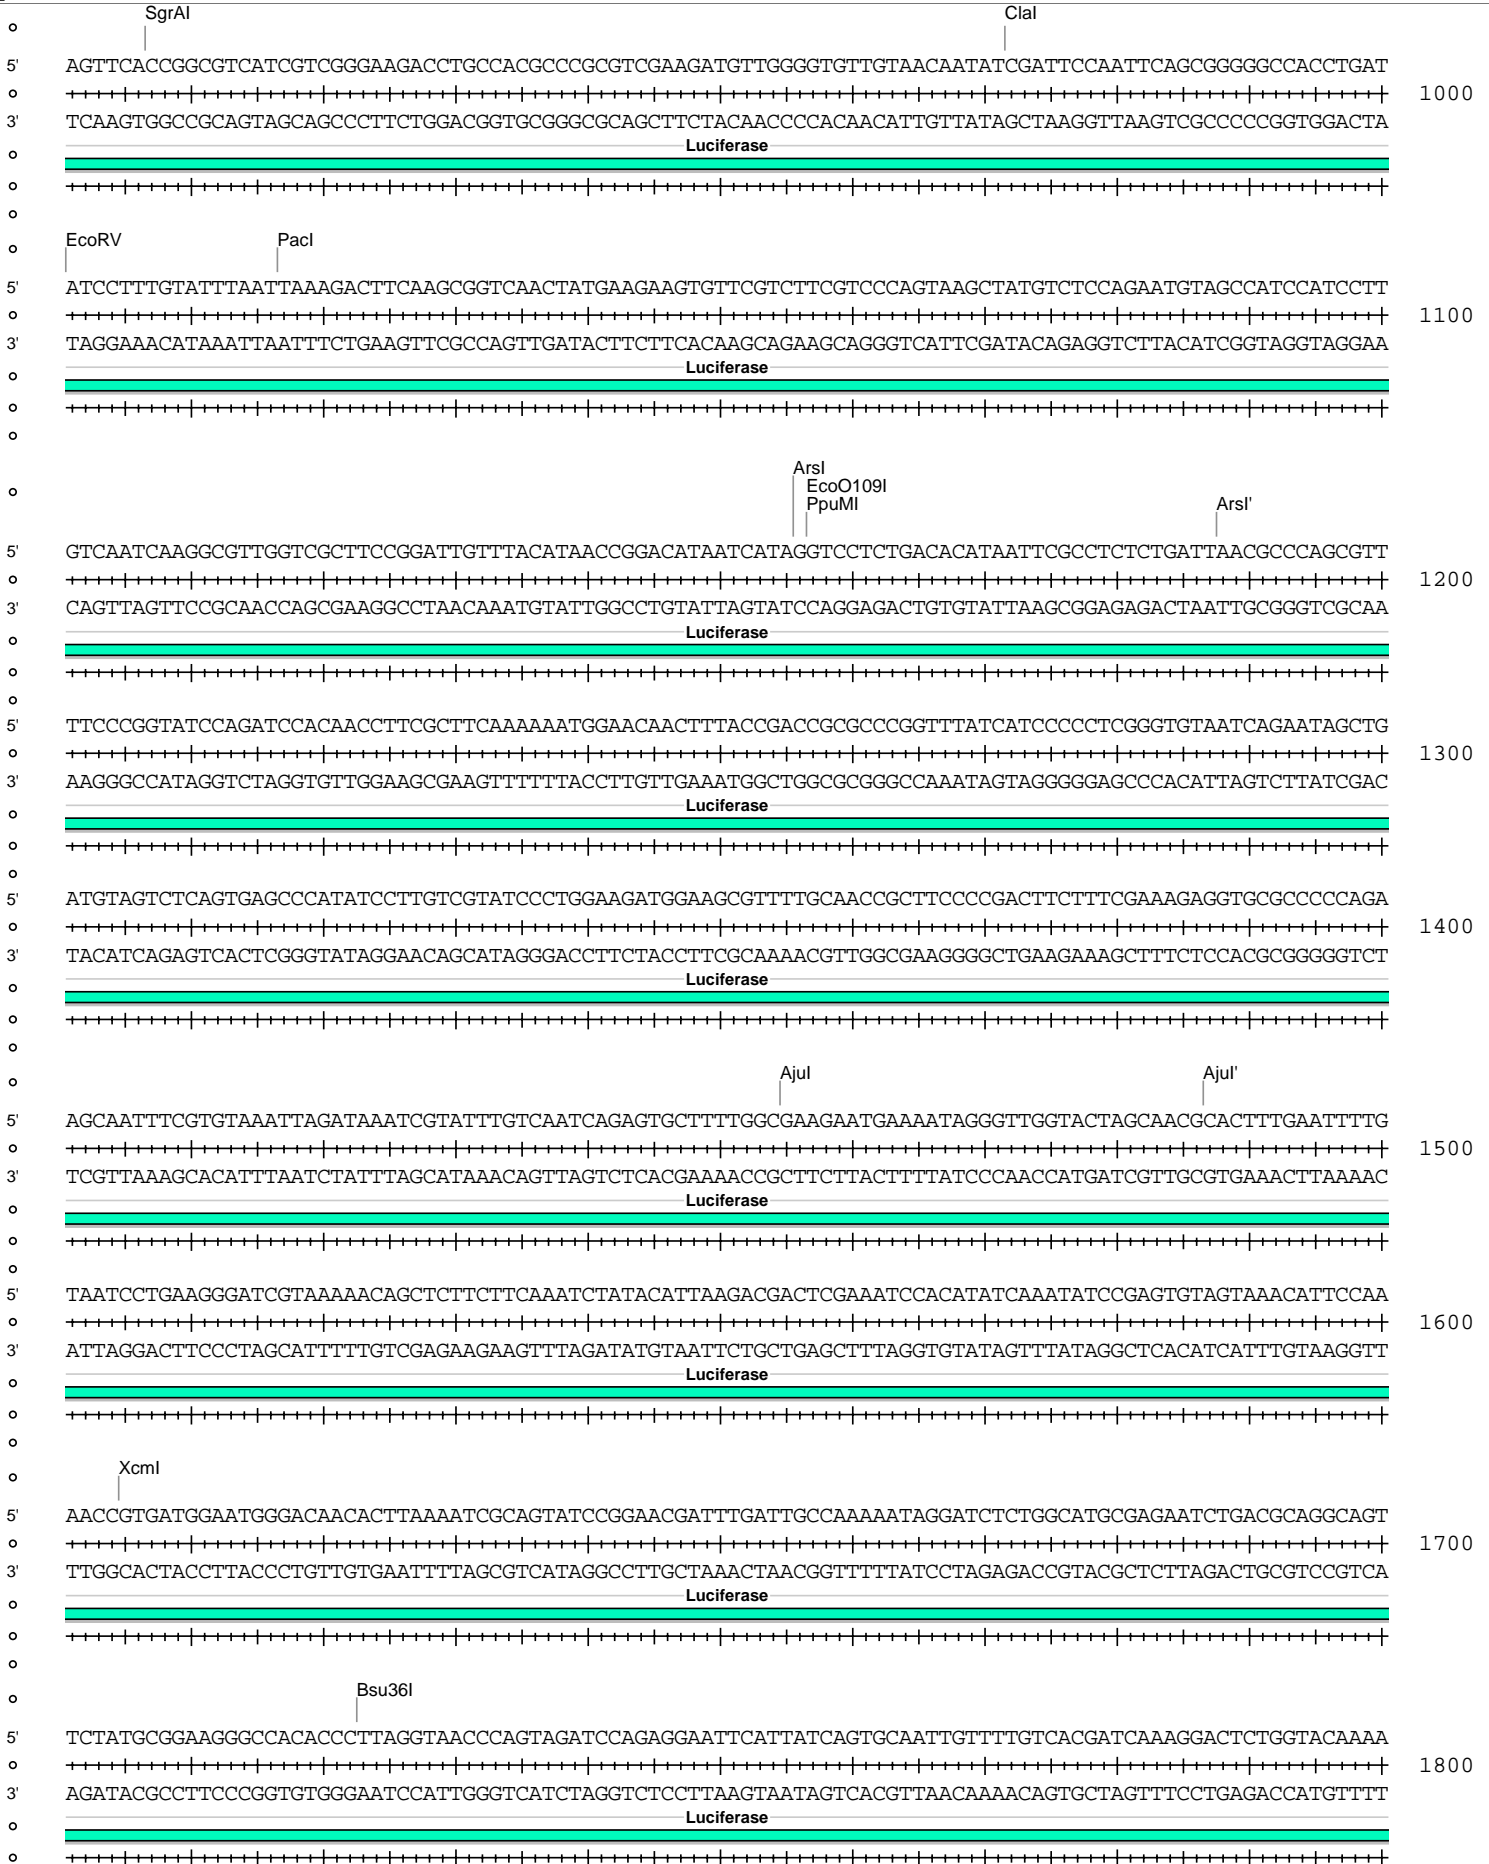 SgrAI ClaI
5' AGTTCACCGGCGTCATCGTCGGGAAGACCTGCCACGCCCGCGTCGAAGATGTTGGGGTGTTGTAACAATATCGATTCCAATTCAGCGGGGGCCACCTGAT
1000
3' TCAAGTGGCCGCAGTAGCAGCCCTTCTGGACGGTGCGGGCGCAGCTTCTACAACCCCACAACATTGTTATAGCTAAGGTTAAGTCGCCCCCGGTGGACTA
Luciferase
EcoRV PacI
5' ATCCTTTGTATTTAATTAAAGACTTCAAGCGGTCAACTATGAAGAAGTGTTCGTCTTCGTCCCAGTAAGCTATGTCTCCAGAATGTAGCCATCCATCCTT
1100
3' TAGGAAACATAAATTAATTTCTGAAGTTCGCCAGTTGATACTTCTTCACAAGCAGAAGCAGGGTCATTCGATACAGAGGTCTTACATCGGTAGGTAGGAA
Luciferase
ArsI
EcoO109I
PpuMI ArsI'
5' GTCAATCAAGGCGTTGGTCGCTTCCGGATTGTTTACATAACCGGACATAATCATAGGTCCTCTGACACATAATTCGCCTCTCTGATTAACGCCCAGCGTT
1200
3' CAGTTAGTTCCGCAACCAGCGAAGGCCTAACAAATGTATTGGCCTGTATTAGTATCCAGGAGACTGTGTATTAAGCGGAGAGACTAATTGCGGGTCGCAA
Luciferase
5' TTCCCGGTATCCAGATCCACAACCTTCGCTTCAAAAAATGGAACAACTTTACCGACCGCGCCCGGTTTATCATCCCCCTCGGGTGTAATCAGAATAGCTG
1300
3' AAGGGCCATAGGTCTAGGTGTTGGAAGCGAAGTTTTTTACCTTGTTGAAATGGCTGGCGCGGGCCAAATAGTAGGGGGAGCCCACATTAGTCTTATCGAC
Luciferase
5' ATGTAGTCTCAGTGAGCCCATATCCTTGTCGTATCCCTGGAAGATGGAAGCGTTTTGCAACCGCTTCCCCGACTTCTTTCGAAAGAGGTGCGCCCCCAGA
1400
3' TACATCAGAGTCACTCGGGTATAGGAACAGCATAGGGACCTTCTACCTTCGCAAAACGTTGGCGAAGGGGCTGAAGAAAGCTTTCTCCACGCGGGGGTCT
Luciferase
AjuI AjuI'
5' AGCAATTTCGTGTAAATTAGATAAATCGTATTTGTCAATCAGAGTGCTTTTGGCGAAGAATGAAAATAGGGTTGGTACTAGCAACGCACTTTGAATTTTG
1500
3' TCGTTAAAGCACATTTAATCTATTTAGCATAAACAGTTAGTCTCACGAAAACCGCTTCTTACTTTTATCCCAACCATGATCGTTGCGTGAAACTTAAAAC
Luciferase
5' TAATCCTGAAGGGATCGTAAAAACAGCTCTTCTTCAAATCTATACATTAAGACGACTCGAAATCCACATATCAAATATCCGAGTGTAGTAAACATTCCAA
1600
3' ATTAGGACTTCCCTAGCATTTTTGTCGAGAAGAAGTTTAGATATGTAATTCTGCTGAGCTTTAGGTGTATAGTTTATAGGCTCACATCATTTGTAAGGTT
Luciferase
XcmI
5' AACCGTGATGGAATGGGACAACACTTAAAATCGCAGTATCCGGAACGATTTGATTGCCAAAAATAGGATCTCTGGCATGCGAGAATCTGACGCAGGCAGT
1700
3' TTGGCACTACCTTACCCTGTTGTGAATTTTAGCGTCATAGGCCTTGCTAAACTAACGGTTTTTATCCTAGAGACCGTACGCTCTTAGACTGCGTCCGTCA
Luciferase
Bsu36I
5' TCTATGCGGAAGGGCCACACCCTTAGGTAACCCAGTAGATCCAGAGGAATTCATTATCAGTGCAATTGTTTTGTCACGATCAAAGGACTCTGGTACAAAA
1800
3' AGATACGCCTTCCCGGTGTGGGAATCCATTGGGTCATCTAGGTCTCCTTAAGTAATAGTCACGTTAACAAAACAGTGCTAGTTTCCTGAGACCATGTTTT
Luciferase